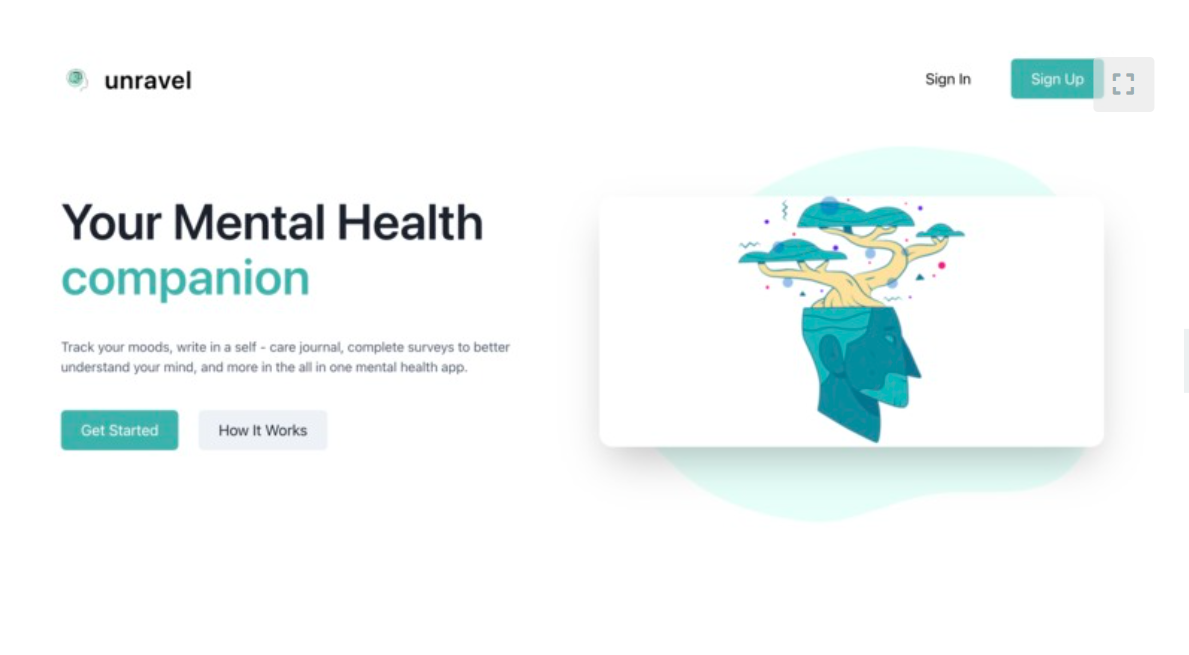 unravel
Sign In
Sign Up
Your Mental Health
companion
Track your moods, write in a self - care journal, complete surveys to better
understand your mind, and more in the all in one mental health app.
Get Started
How It Works